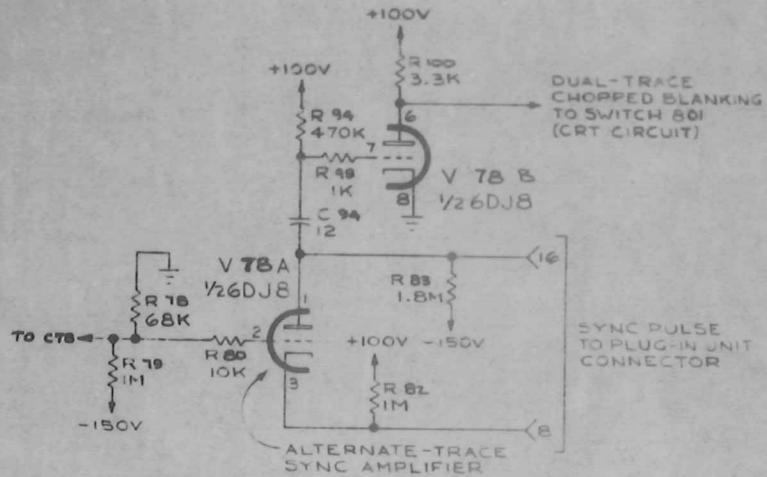 +100V
R 100
3.3K
+100V
DUAL-TRACE
CHOPPED BLANKING
TO SWITCH 801
(CRT CIRCUIT)
R 94
470K
6
7
R 99
1K
8
V 78 B
1/2 6DJ8
C 94
12
V 78A
1/2 6DJ8
16
R 78
68K
1
R 83
1.8M
TO C78
2
R 80
10K
+100V
-150V
SYNC PULSE
TO PLUG-IN UNIT
CONNECTOR
R 79
1M
3
R 82
1M
-150V
8
ALTERNATE-TRACE
SYNC AMPLIFIER